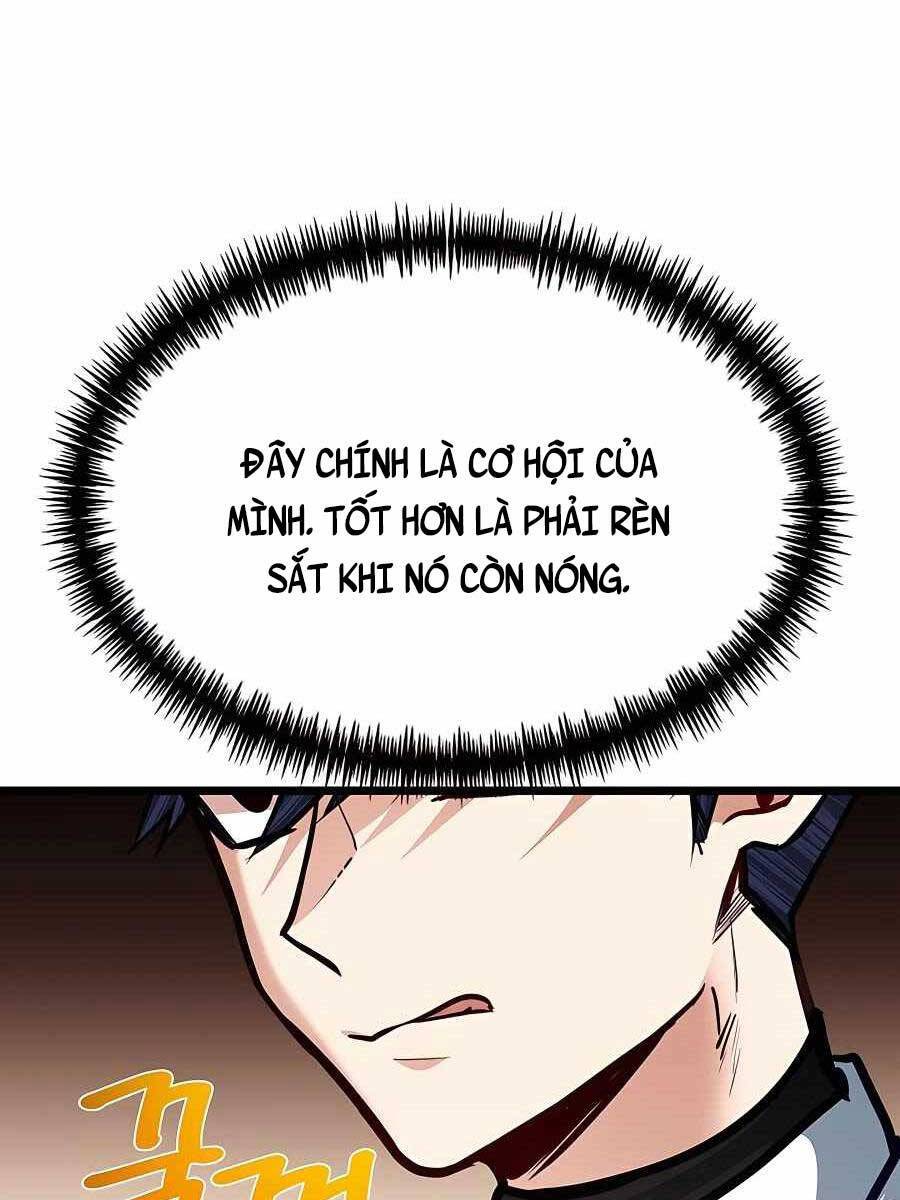 ĐÂY CHÍNH LÀ CƠ HỘI CỦA
MÌNH. TỐT HƠN LÀ PHẢI RÈN
SẮT KHI NÓ CÒN NÓNG.